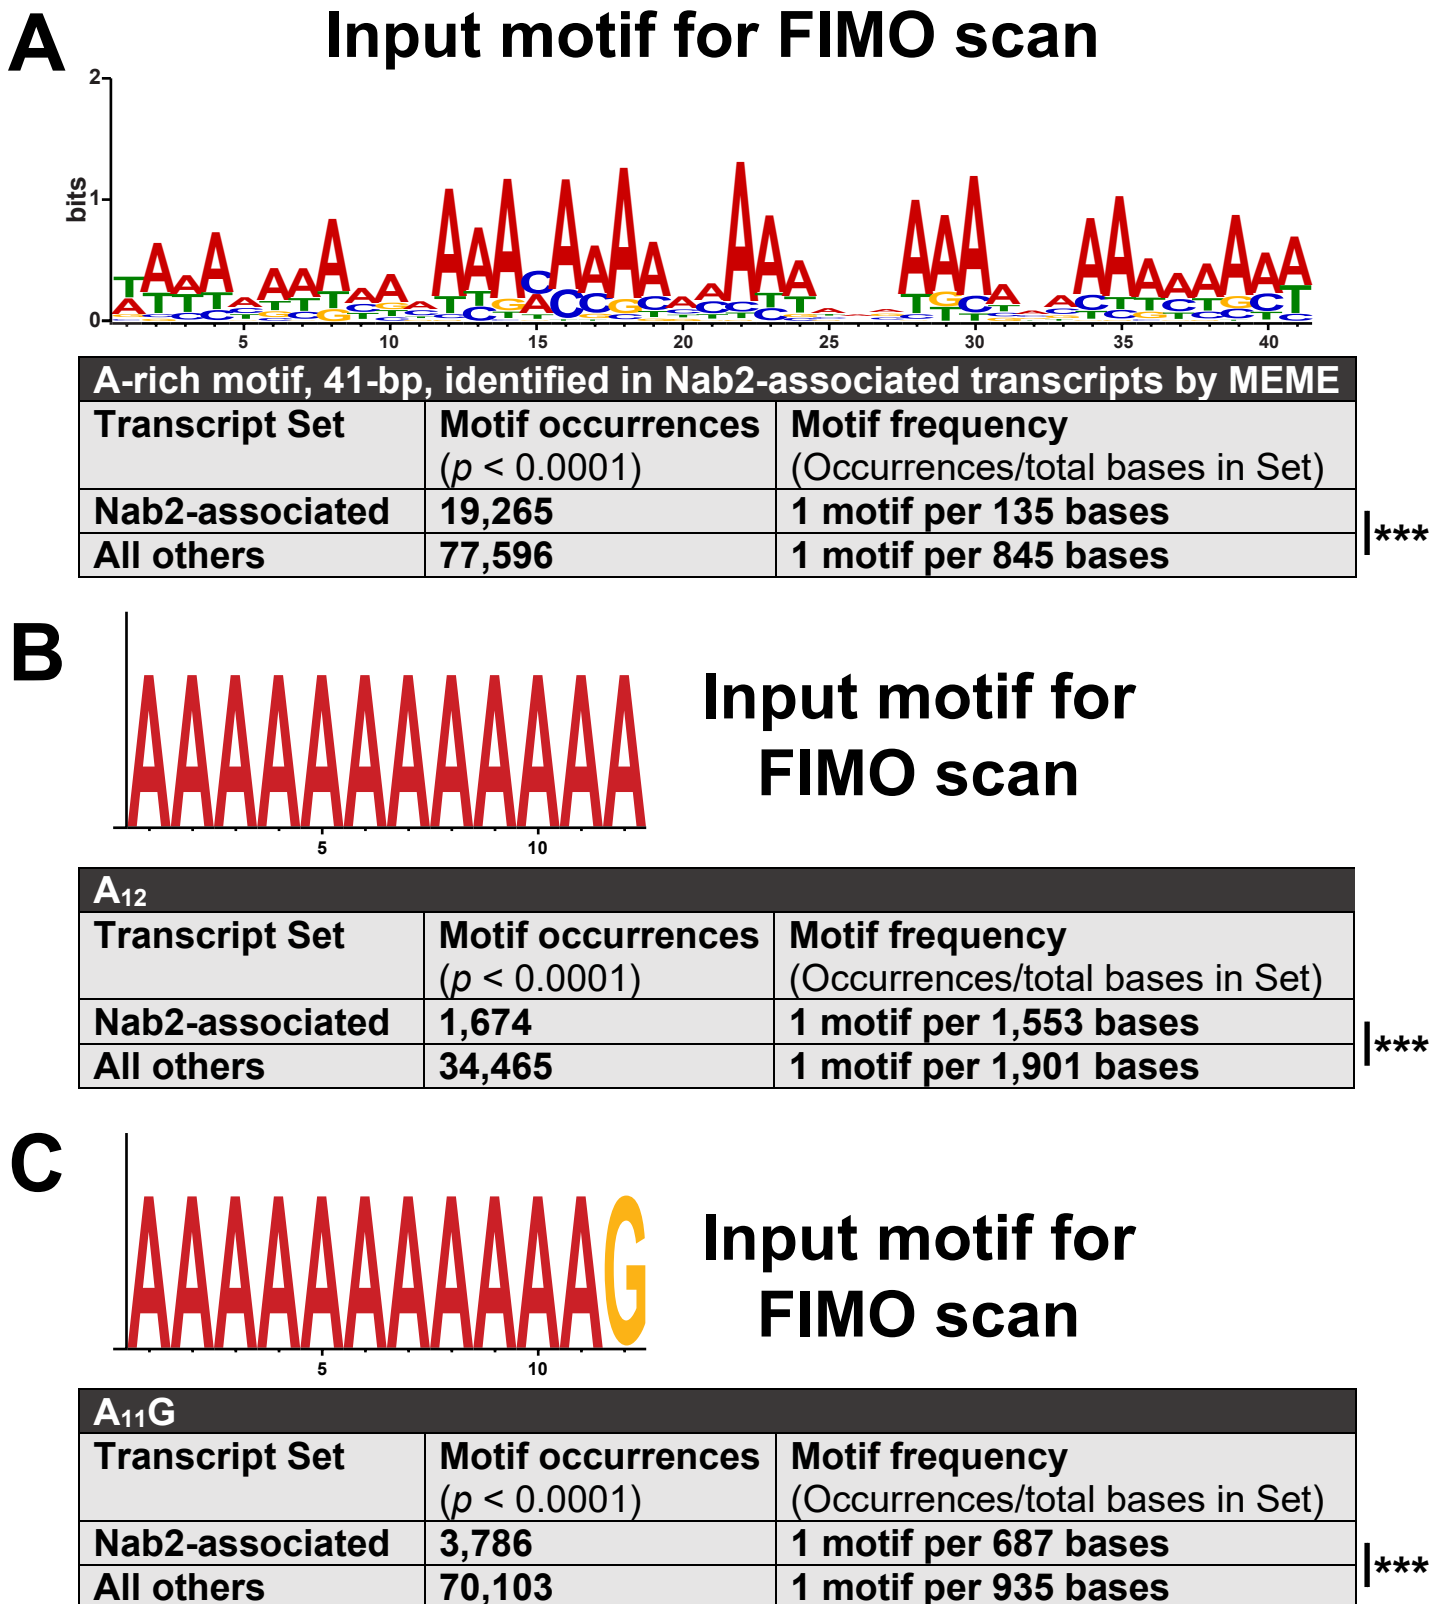 A
Input motif for FIMO scan
2
bits
1
0
5 10 15 20 25 30 35 40
A-rich motif, 41-bp, identified in Nab2-associated transcripts by MEME
Transcript Set Motif occurrences Motif frequency
(p < 0.0001) (Occurrences/total bases in Set)
Nab2-associated 19,265 1 motif per 135 bases
All others 77,596 1 motif per 845 bases
***
B
AAAAAAAAAAAA
Input motif for
FIMO scan
5 10
A₁₂
Transcript Set Motif occurrences Motif frequency
(p < 0.0001) (Occurrences/total bases in Set)
Nab2-associated 1,674 1 motif per 1,553 bases
All others 34,465 1 motif per 1,901 bases
***
C
AAAAAAAAAAAG
Input motif for
FIMO scan
5 10
A₁₁G
Transcript Set Motif occurrences Motif frequency
(p < 0.0001) (Occurrences/total bases in Set)
Nab2-associated 3,786 1 motif per 687 bases
All others 70,103 1 motif per 935 bases
***